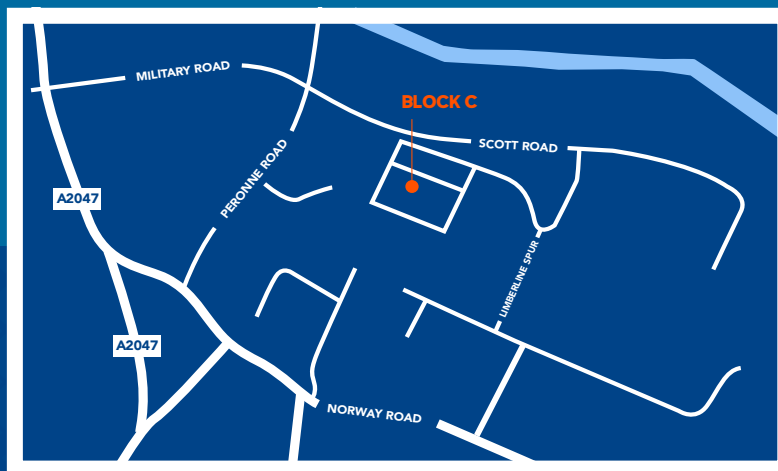 MILITARY ROAD
BLOCK C
SCOTT ROAD
PERONNE ROAD
A2047
LIMBERLINE SPUR
A2047
NORWAY ROAD